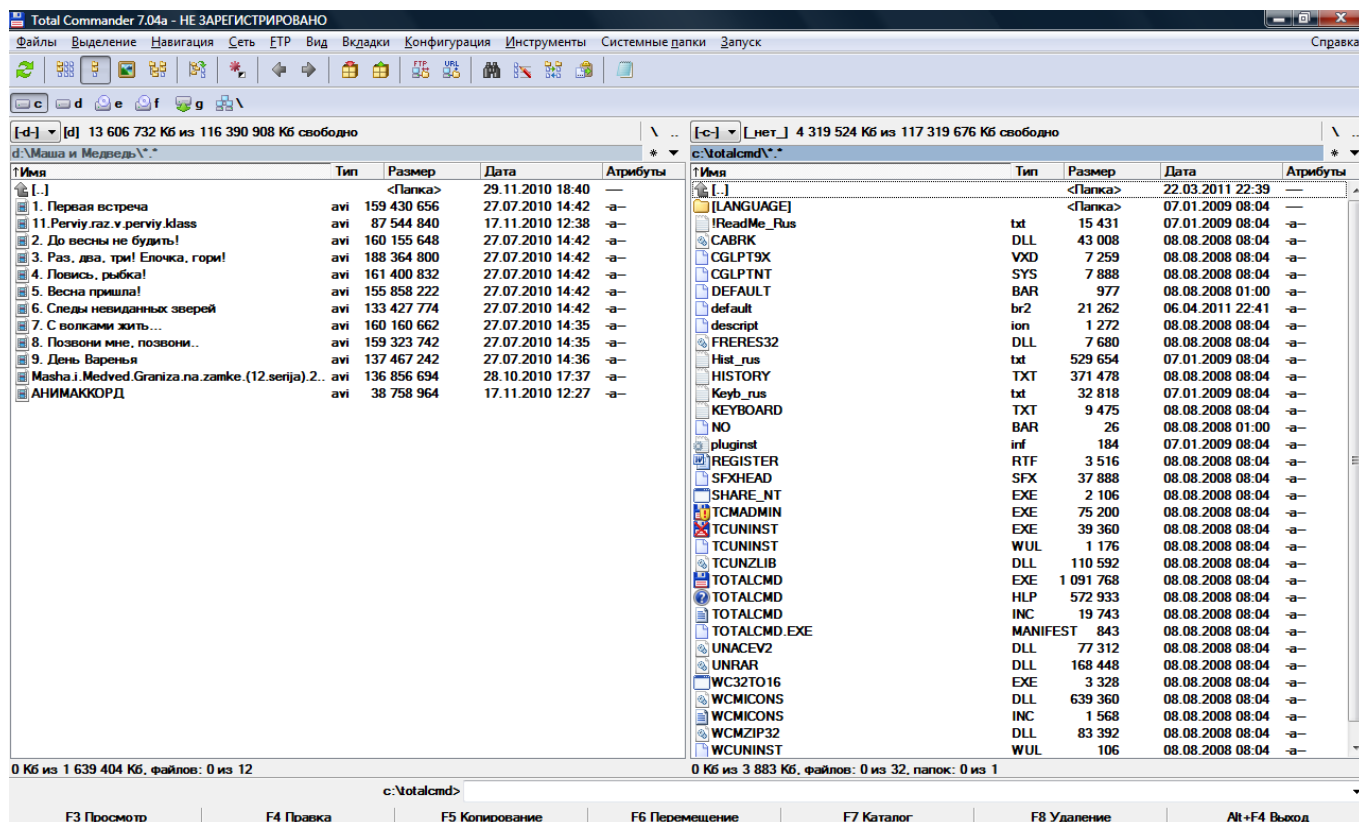 Total Commander 7.04a - НЕ ЗАРЕГИСТРИРОВАНО
Файлы Выделение Навигация Сеть FTP Вид Вкладки Конфигурация Инструменты Системные папки Запуск Справка
FTP URL
c d e f g \
[-d-] [d] 13 606 732 Кб из 116 390 908 Кб свободно \ ..
d:\Маша и Медведь\*.* *
↑Имя Тип Размер Дата Атрибуты
[..] <Папка> 29.11.2010 18:40 —
1. Первая встреча avi 159 430 656 27.07.2010 14:42 -a--
11.Perviy.raz.v.perviy.klass avi 87 544 840 17.11.2010 12:38 -a--
2. До весны не будить! avi 160 155 648 27.07.2010 14:42 -a--
3. Раз, два, три! Елочка, гори! avi 188 364 800 27.07.2010 14:42 -a--
4. Ловись, рыбка! avi 161 400 832 27.07.2010 14:42 -a--
5. Весна пришла! avi 155 858 222 27.07.2010 14:42 -a--
6. Следы невиданных зверей avi 133 427 774 27.07.2010 14:42 -a--
7. С волками жить... avi 160 160 662 27.07.2010 14:35 -a--
8. Позвони мне, позвони.. avi 159 323 742 27.07.2010 14:35 -a--
9. День Варенья avi 137 467 242 27.07.2010 14:36 -a--
Masha.i.Medved.Graniza.na.zamke.(12.serija).2.. avi 136 856 694 28.10.2010 17:37 -a--
АНИМАККОРД avi 38 758 964 17.11.2010 12:27 -a--
0 Кб из 1 639 404 Кб, файлов: 0 из 12
[-c-] [_нет_] 4 319 524 Кб из 117 319 676 Кб свободно \ ..
c:\totalcmd\*.* *
↑Имя Тип Размер Дата Атрибуты
[..] <Папка> 22.03.2011 22:39 —
[LANGUAGE] <Папка> 07.01.2009 08:04 —
!ReadMe_Rus txt 15 431 07.01.2009 08:04 -a--
CABRK DLL 43 008 08.08.2008 08:04 -a--
CGLPT9X VXD 7 259 08.08.2008 08:04 -a--
CGLPTNT SYS 7 888 08.08.2008 08:04 -a--
DEFAULT BAR 977 08.08.2008 01:00 -a--
default br2 21 262 06.04.2011 22:41 -a--
descript ion 1 272 08.08.2008 08:04 -a--
FRERES32 DLL 7 680 08.08.2008 08:04 -a--
Hist_rus txt 529 654 07.01.2009 08:04 -a--
HISTORY TXT 371 478 08.08.2008 08:04 -a--
Keyb_rus txt 32 818 07.01.2009 08:04 -a--
KEYBOARD TXT 9 475 08.08.2008 08:04 -a--
NO BAR 26 08.08.2008 01:00 -a--
pluginst inf 184 07.01.2009 08:04 -a--
REGISTER RTF 3 516 08.08.2008 08:04 -a--
SFXHEAD SFX 37 888 08.08.2008 08:04 -a--
SHARE_NT EXE 2 106 08.08.2008 08:04 -a--
TCMADMIN EXE 75 200 08.08.2008 08:04 -a--
TCUNINST EXE 39 360 08.08.2008 08:04 -a--
TCUNINST WUL 1 176 08.08.2008 08:04 -a--
TCUNZLIB DLL 110 592 08.08.2008 08:04 -a--
TOTALCMD EXE 1 091 768 08.08.2008 08:04 -a--
TOTALCMD HLP 572 933 08.08.2008 08:04 -a--
TOTALCMD INC 19 743 08.08.2008 08:04 -a--
TOTALCMD.EXE MANIFEST 843 08.08.2008 08:04 -a--
UNACEV2 DLL 77 312 08.08.2008 08:04 -a--
UNRAR DLL 168 448 08.08.2008 08:04 -a--
WC32TO16 EXE 3 328 08.08.2008 08:04 -a--
WCMICONS DLL 639 360 08.08.2008 08:04 -a--
WCMICONS INC 1 568 08.08.2008 08:04 -a--
WCMZIP32 DLL 83 392 08.08.2008 08:04 -a--
WCUNINST WUL 106 08.08.2008 08:04 -a--
0 Кб из 3 883 Кб, файлов: 0 из 32, папок: 0 из 1
c:\totalcmd>
F3 Просмотр F4 Правка F5 Копирование F6 Перемещение F7 Каталог F8 Удаление Alt+F4 Выход